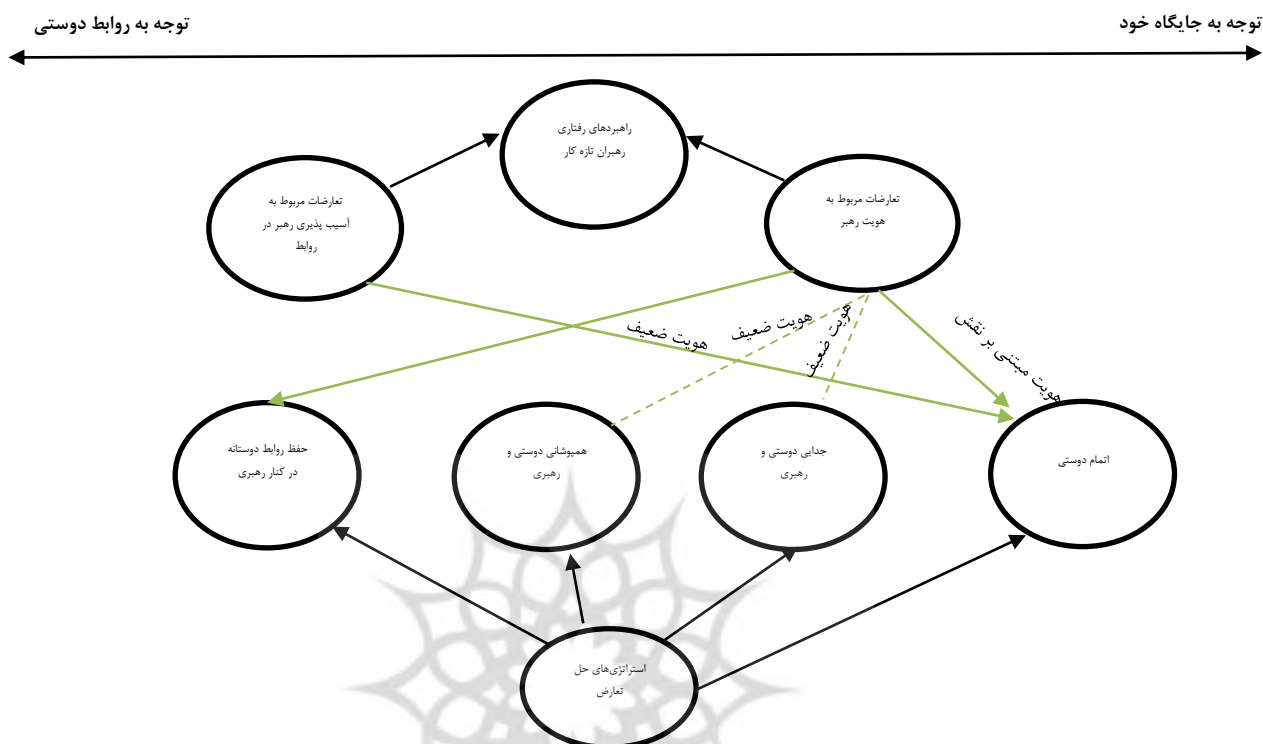 توجه به جایگاه خود
توجه به روابط دوستی
راهبردهای رفتاری
رهبران تازه کار
تعارضات مربوط به
هویت رهبر
تعارضات مربوط به
آسیب پذیری رهبر در
روابط
هویت مبتنی بر نقش
هویت ضعیف
هویت ضعیف
هویت ضعیف
اتمام دوستی
جدایی دوستی و
رهبری
همپوشانی دوستی و
رهبری
حفظ روابط دوستانه
در کنار رهبری
استراتژی‌های حل
تعارض